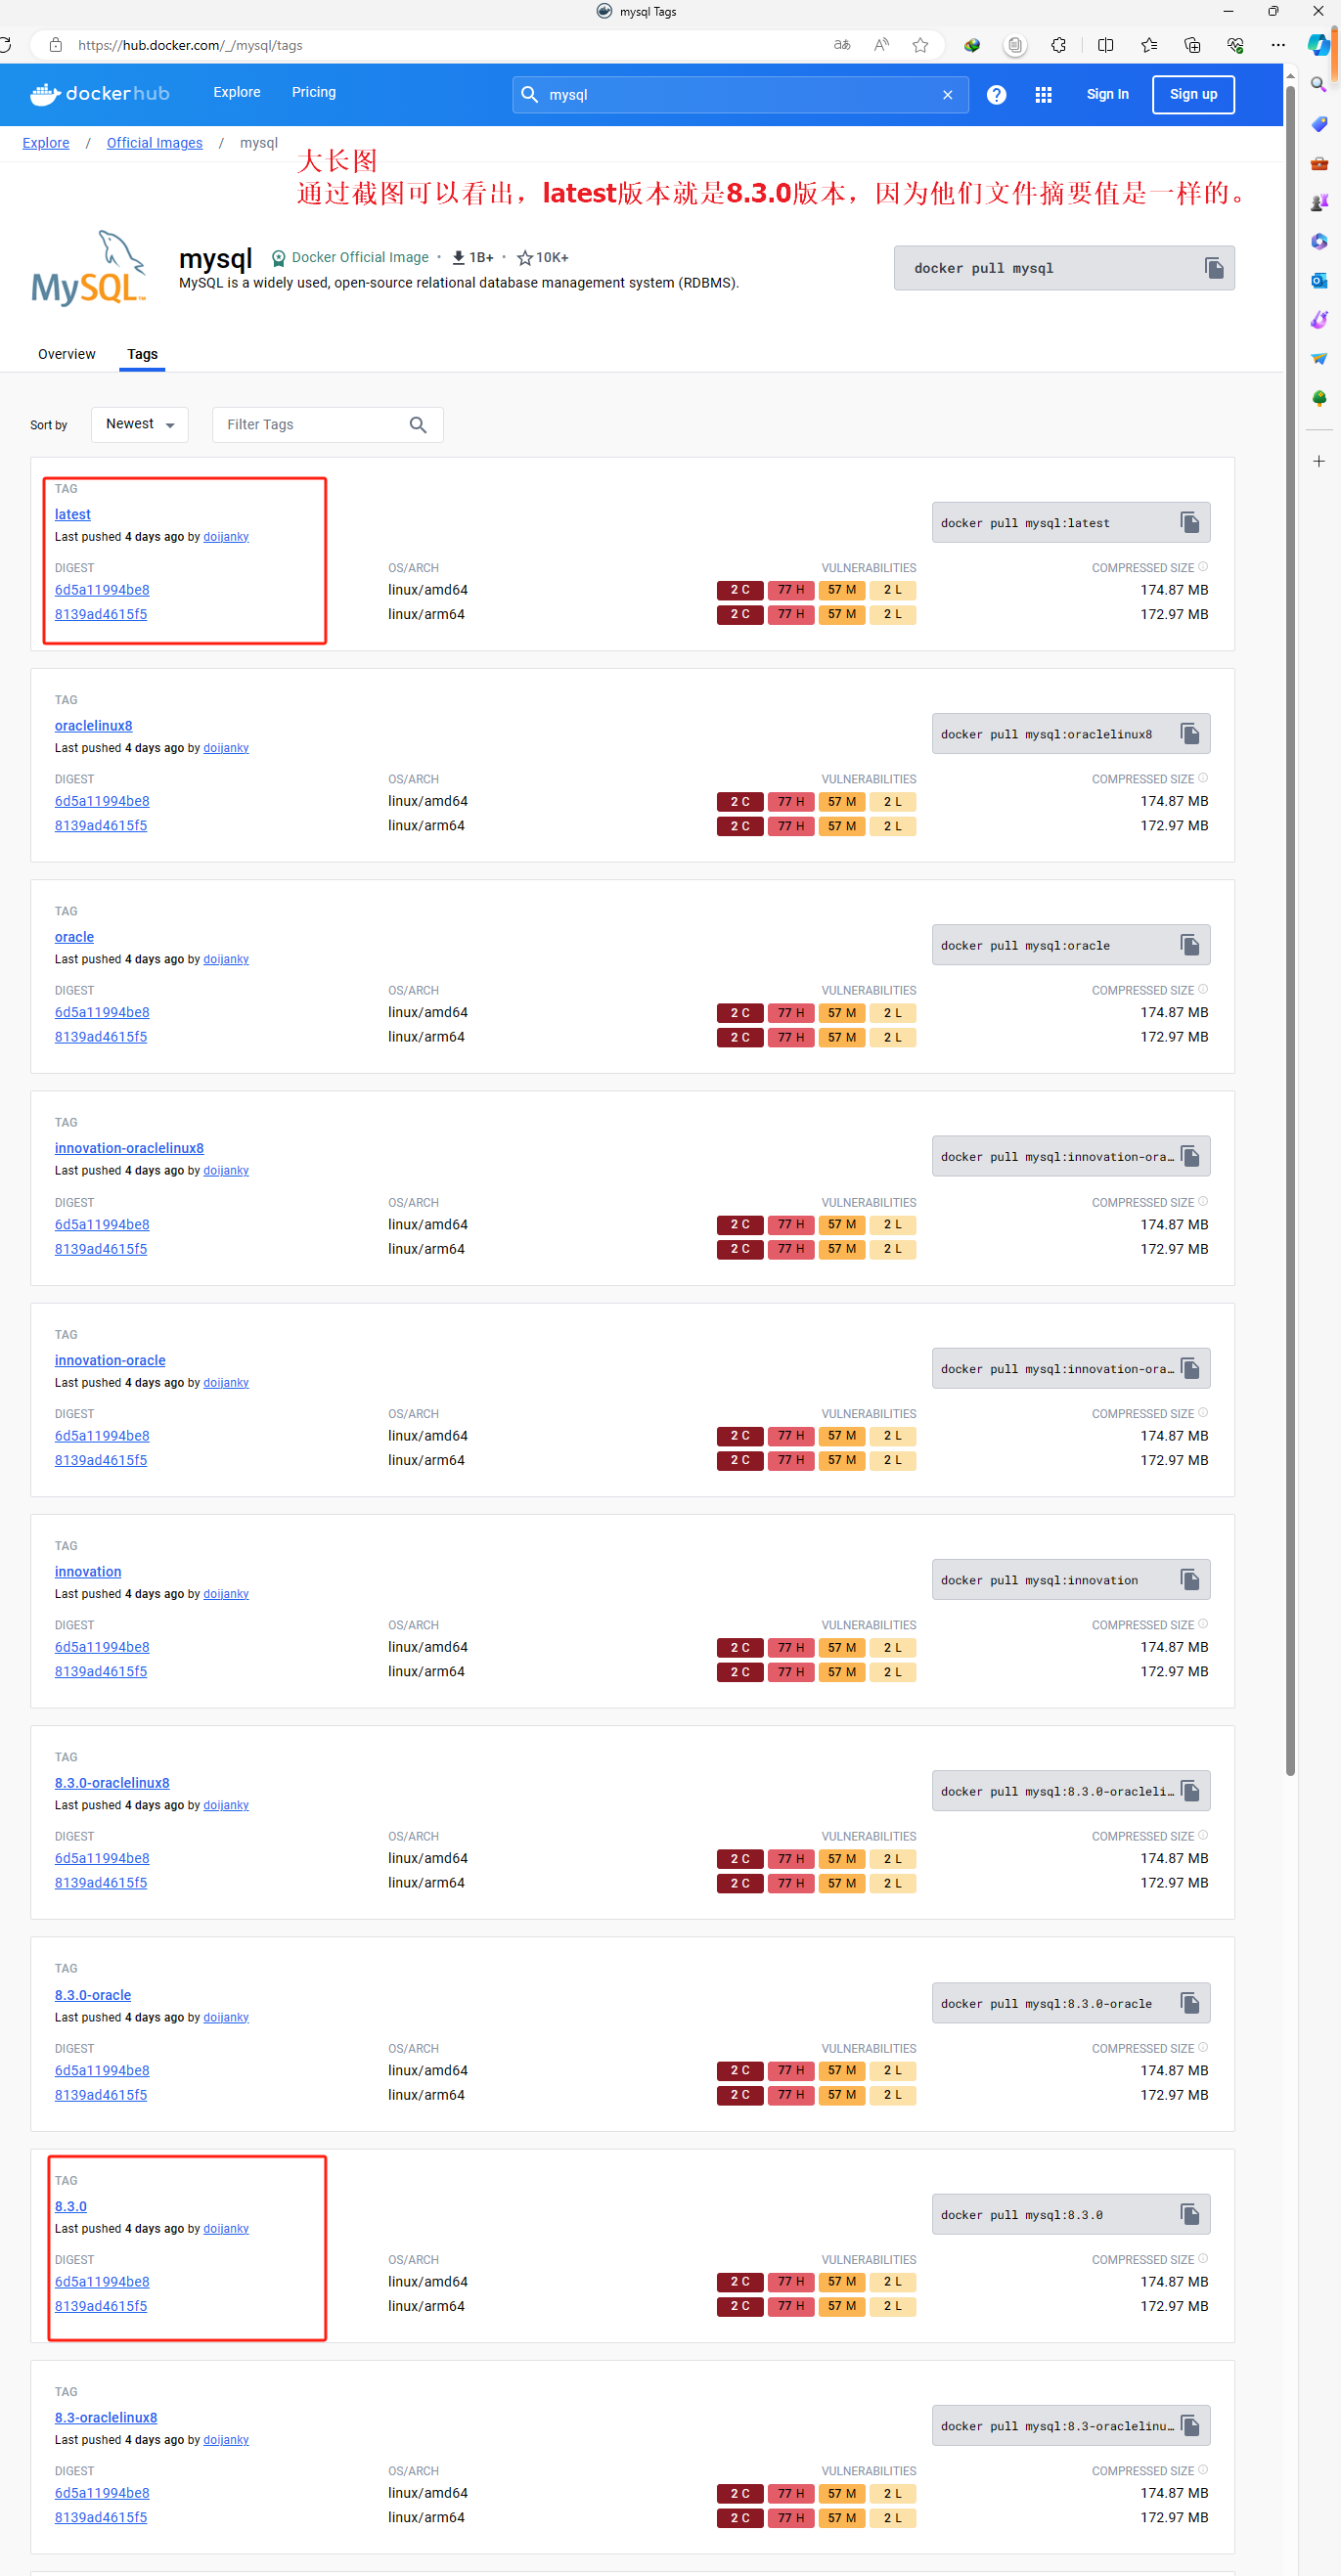 mysql Tags
https://hub.docker.com/_/mysql/tags
dockerhub Explore Pricing mysql Sign In Sign up
Explore / Official Images / mysql
大长图
通过截图可以看出，latest版本就是8.3.0版本，因为他们文件摘要值是一样的。
MySQL™
mysql Docker Official Image • 1B+ • 10K+
MySQL is a widely used, open-source relational database management system (RDBMS).
docker pull mysql
Overview Tags
Sort by Newest Filter Tags
TAG
latest
Last pushed 4 days ago by doijanky
docker pull mysql:latest
DIGEST OS/ARCH VULNERABILITIES COMPRESSED SIZE
6d5a11994be8 linux/amd64 2 C 77 H 57 M 2 L 174.87 MB
8139ad4615f5 linux/arm64 2 C 77 H 57 M 2 L 172.97 MB
TAG
oraclelinux8
Last pushed 4 days ago by doijanky
docker pull mysql:oraclelinux8
DIGEST OS/ARCH VULNERABILITIES COMPRESSED SIZE
6d5a11994be8 linux/amd64 2 C 77 H 57 M 2 L 174.87 MB
8139ad4615f5 linux/arm64 2 C 77 H 57 M 2 L 172.97 MB
TAG
oracle
Last pushed 4 days ago by doijanky
docker pull mysql:oracle
DIGEST OS/ARCH VULNERABILITIES COMPRESSED SIZE
6d5a11994be8 linux/amd64 2 C 77 H 57 M 2 L 174.87 MB
8139ad4615f5 linux/arm64 2 C 77 H 57 M 2 L 172.97 MB
TAG
innovation-oraclelinux8
Last pushed 4 days ago by doijanky
docker pull mysql:innovation-ora...
DIGEST OS/ARCH VULNERABILITIES COMPRESSED SIZE
6d5a11994be8 linux/amd64 2 C 77 H 57 M 2 L 174.87 MB
8139ad4615f5 linux/arm64 2 C 77 H 57 M 2 L 172.97 MB
TAG
innovation-oracle
Last pushed 4 days ago by doijanky
docker pull mysql:innovation-ora...
DIGEST OS/ARCH VULNERABILITIES COMPRESSED SIZE
6d5a11994be8 linux/amd64 2 C 77 H 57 M 2 L 174.87 MB
8139ad4615f5 linux/arm64 2 C 77 H 57 M 2 L 172.97 MB
TAG
innovation
Last pushed 4 days ago by doijanky
docker pull mysql:innovation
DIGEST OS/ARCH VULNERABILITIES COMPRESSED SIZE
6d5a11994be8 linux/amd64 2 C 77 H 57 M 2 L 174.87 MB
8139ad4615f5 linux/arm64 2 C 77 H 57 M 2 L 172.97 MB
TAG
8.3.0-oraclelinux8
Last pushed 4 days ago by doijanky
docker pull mysql:8.3.0-oracleli...
DIGEST OS/ARCH VULNERABILITIES COMPRESSED SIZE
6d5a11994be8 linux/amd64 2 C 77 H 57 M 2 L 174.87 MB
8139ad4615f5 linux/arm64 2 C 77 H 57 M 2 L 172.97 MB
TAG
8.3.0-oracle
Last pushed 4 days ago by doijanky
docker pull mysql:8.3.0-oracle
DIGEST OS/ARCH VULNERABILITIES COMPRESSED SIZE
6d5a11994be8 linux/amd64 2 C 77 H 57 M 2 L 174.87 MB
8139ad4615f5 linux/arm64 2 C 77 H 57 M 2 L 172.97 MB
TAG
8.3.0
Last pushed 4 days ago by doijanky
docker pull mysql:8.3.0
DIGEST OS/ARCH VULNERABILITIES COMPRESSED SIZE
6d5a11994be8 linux/amd64 2 C 77 H 57 M 2 L 174.87 MB
8139ad4615f5 linux/arm64 2 C 77 H 57 M 2 L 172.97 MB
TAG
8.3-oraclelinux8
Last pushed 4 days ago by doijanky
docker pull mysql:8.3-oraclelinu...
DIGEST OS/ARCH VULNERABILITIES COMPRESSED SIZE
6d5a11994be8 linux/amd64 2 C 77 H 57 M 2 L 174.87 MB
8139ad4615f5 linux/arm64 2 C 77 H 57 M 2 L 172.97 MB